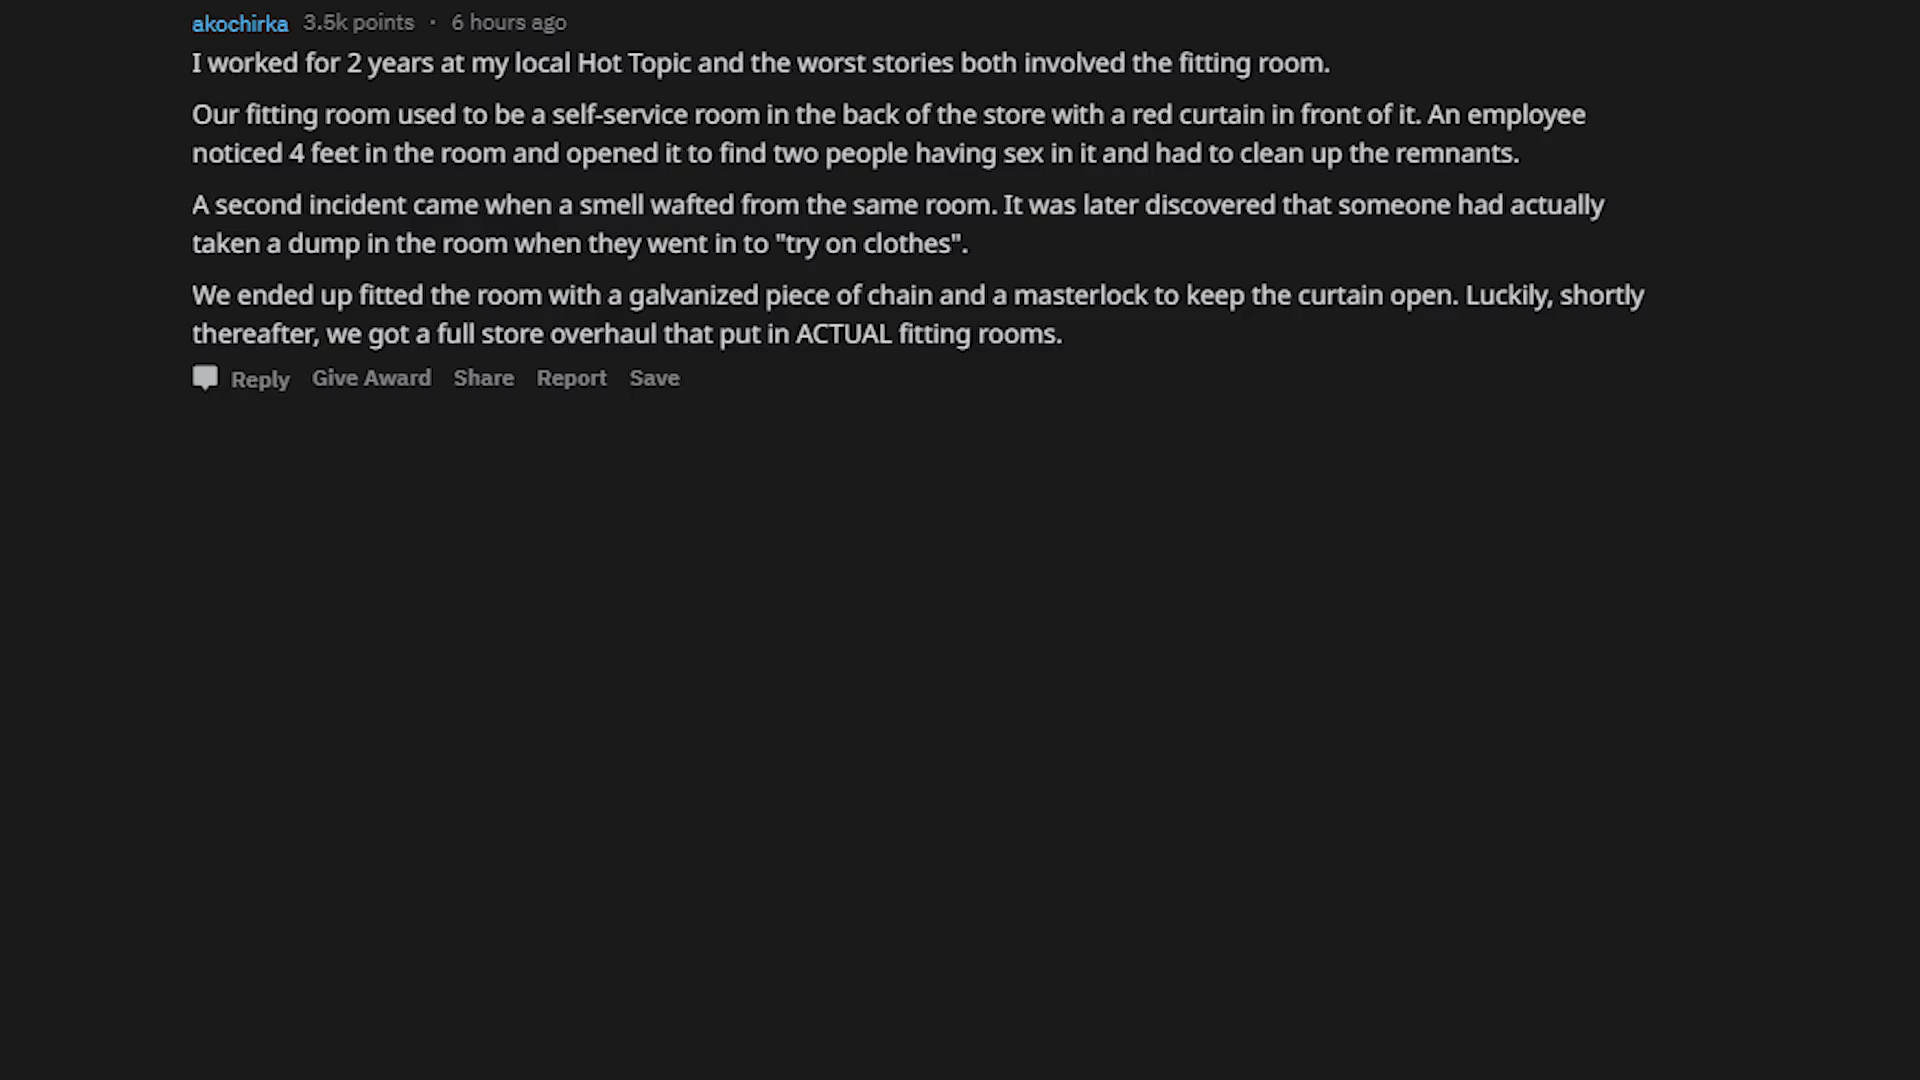 akochirka 3.5k points · 6 hours ago
I worked for 2 years at my local Hot Topic and the worst stories both involved the fitting room.
Our fitting room used to be a self-service room in the back of the store with a red curtain in front of it. An employee
noticed 4 feet in the room and opened it to find two people having sex in it and had to clean up the remnants.
A second incident came when a smell wafted from the same room. It was later discovered that someone had actually
taken a dump in the room when they went in to "try on clothes".
We ended up fitted the room with a galvanized piece of chain and a masterlock to keep the curtain open. Luckily, shortly
thereafter, we got a full store overhaul that put in ACTUAL fitting rooms.
Reply Give Award Share Report Save